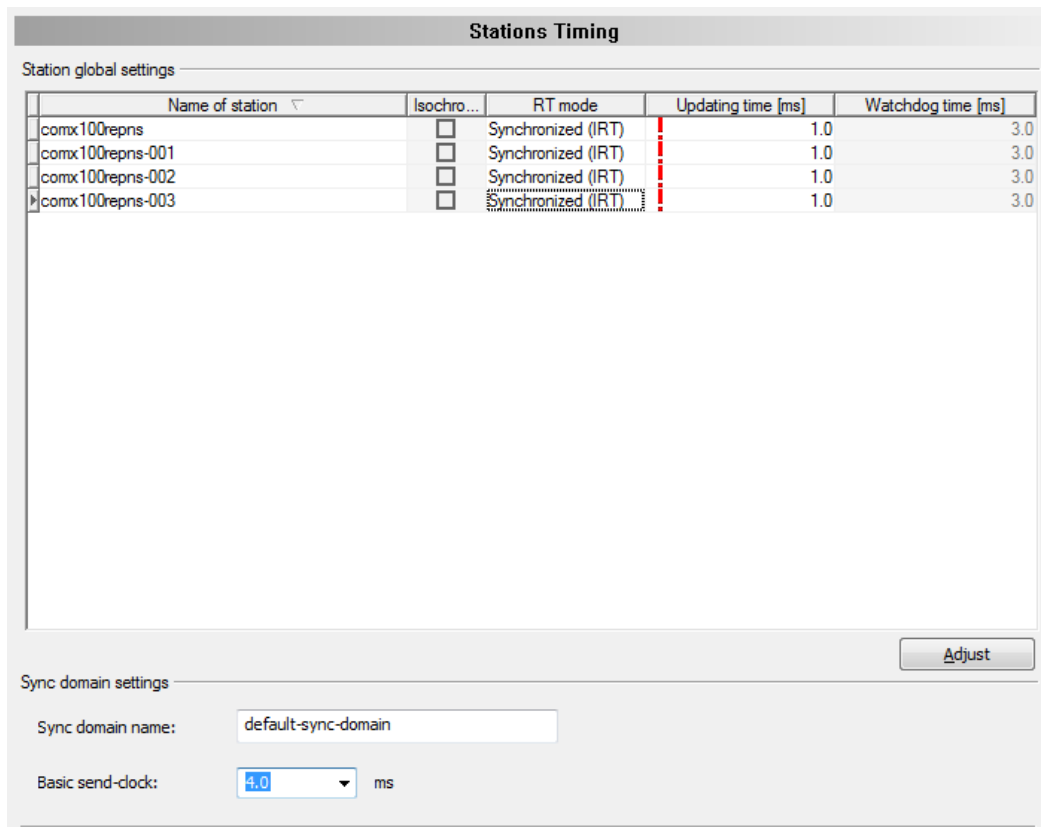 Stations Timing
Station global settings
Name of station Isochro... RT mode Updating time [ms] Watchdog time [ms]
comx100repns Synchronized (IRT) 1.0 3.0
comx100repns-001 Synchronized (IRT) 1.0 3.0
comx100repns-002 Synchronized (IRT) 1.0 3.0
comx100repns-003 Synchronized (IRT) 1.0 3.0
Adjust
Sync domain settings
Sync domain name: default-sync-domain
Basic send-clock: 4.0 ms